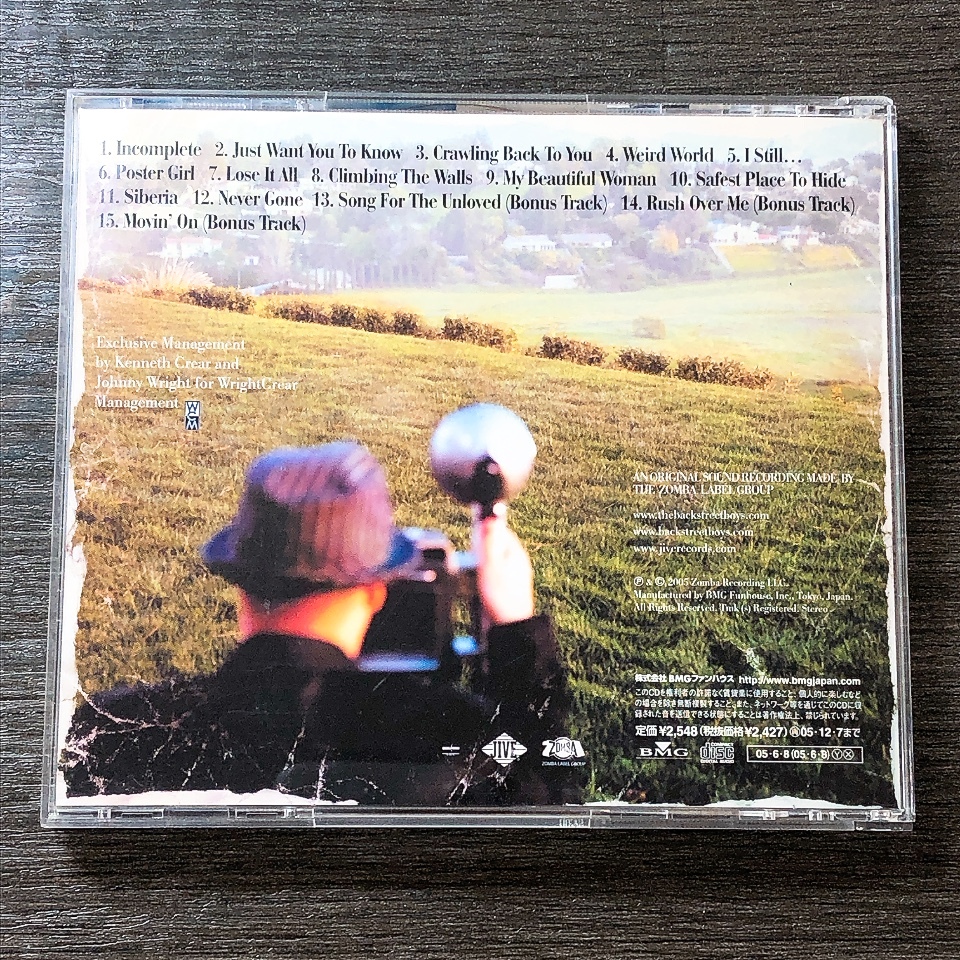 1. Incomplete 2. Just Want You To Know 3. Crawling Back To You 4. Weird World 5. I Still...
6. Poster Girl 7. Lose It All 8. Climbing The Walls 9. My Beautiful Woman 10. Safest Place To Hide
11. Siberia 12. Never Gone 13. Song For The Unloved (Bonus Track) 14. Rush Over Me (Bonus Track)
15. Movin' On (Bonus Track)
Exclusive Management
by Kenneth Crear and
Johnny Wright for WrightCrear
Management
AN ORIGINAL SOUND RECORDING MADE BY
THE ZOMBA LABEL GROUP
www.thebackstreetboys.com
www.backstreetboys.com
www.jiverecords.com
℗ & ©, 2005 Zomba Recording LLC.
Manufactured by BMG Funhouse, Inc., Tokyo, Japan.
All Rights Reserved. Tmk (s) Registered. Stereo
株式会社BMGファンハウス http://www.bmgjapan.com
このCDを権利者の許諾なく賃貸業に使用すること、個人的に楽しむなど
の場合を除き無断複製すること、また、ネットワーク等を通じてこのCDに収
録された音を送信できる状態にすることは著作権法上、禁じられています。
定価¥2,548(税抜価格¥2,427) Ⓐ05・12・7まで
JIVE ZOMBA ZOMBA LABEL GROUP BMG COMPACT disc DIGITAL AUDIO 05・6・8(05・6・8)ⓎⓍ